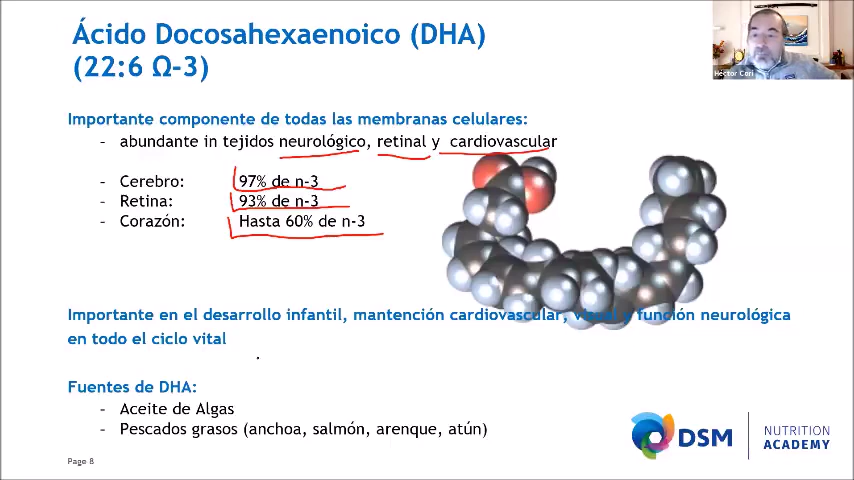 Ácido Docosahexaenoico (DHA)
(22:6 Ω-3)
Héctor Cori
Importante componente de todas las membranas celulares:
- abundante in tejidos neurológico, retinal y cardiovascular
- Cerebro: 97% de n-3
- Retina: 93% de n-3
- Corazón: Hasta 60% de n-3
Importante en el desarrollo infantil, mantención cardiovascular, visual y función neurológica
en todo el ciclo vital
Fuentes de DHA:
- Aceite de Algas
- Pescados grasos (anchoa, salmón, arenque, atún)
DSM
NUTRITION
ACADEMY
Page 8